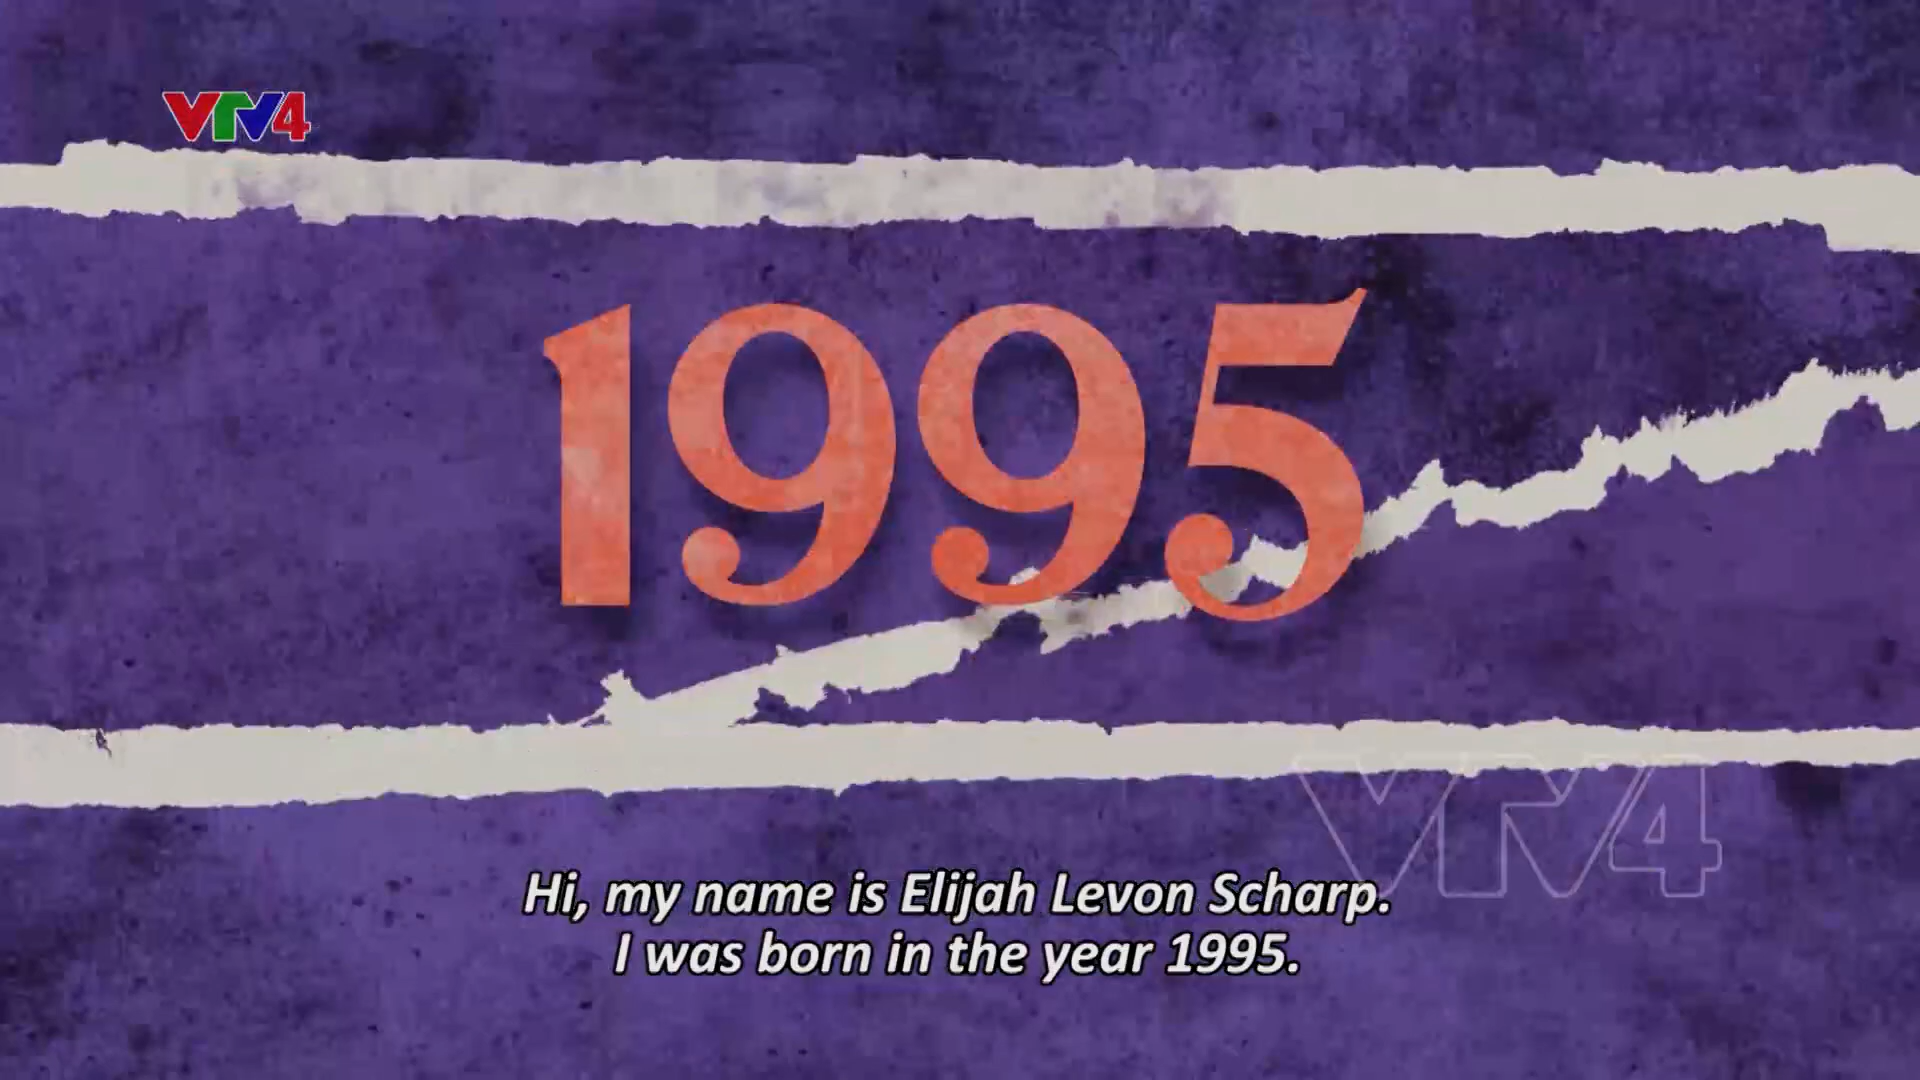 VTV4
1995
VTV4
Hi, my name is Elijah Levon Scharp.
I was born in the year 1995.